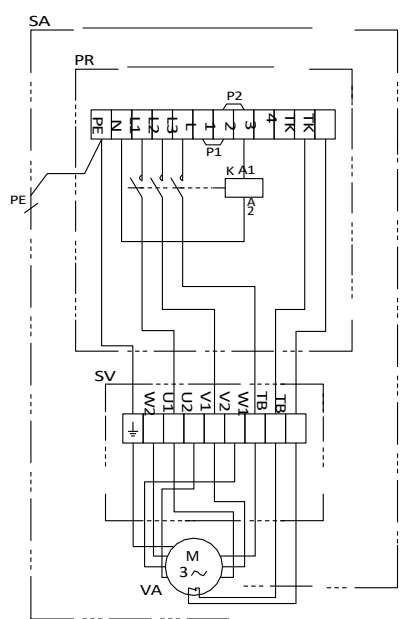 SA
PR
P2
PE N L1 L2 L3 L 1 2 3 4 TK TK
P1
K A1
A2
PE
SV
W2 U1 U2 V1 V2 W1 TB TB
M
3~
VA